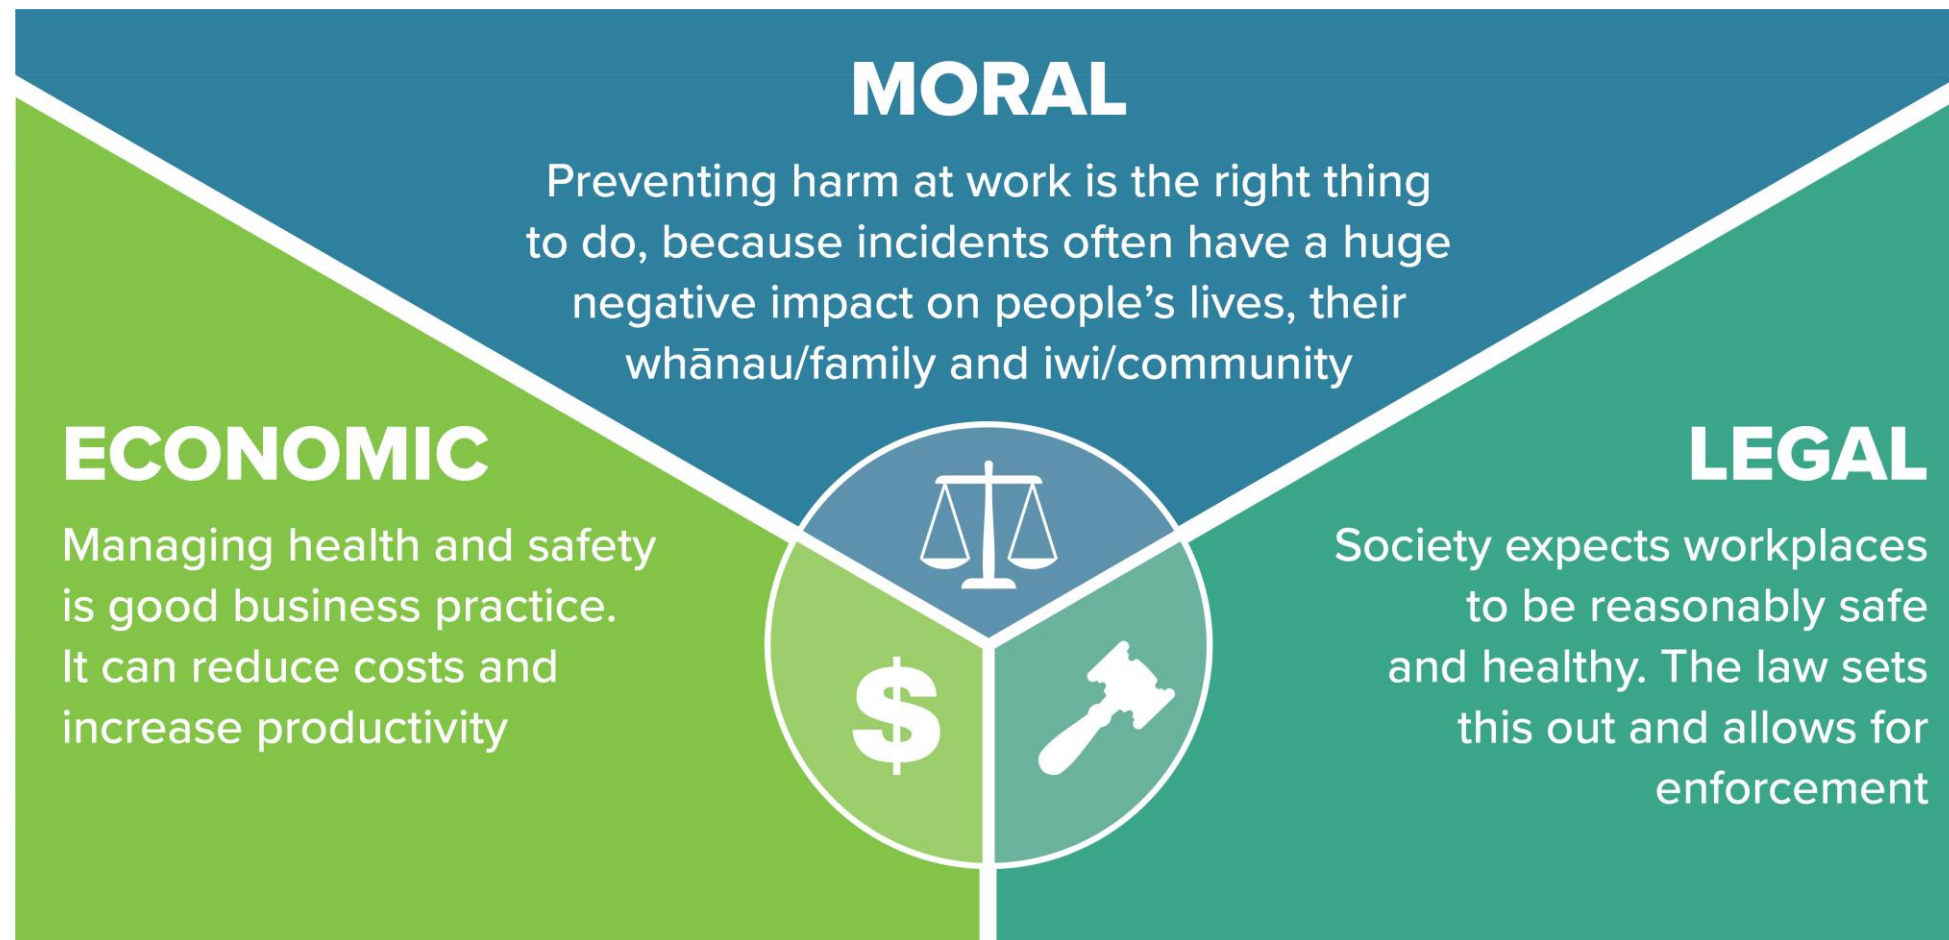 MORAL
Preventing harm at work is the right thing
to do, because incidents often have a huge
negative impact on people’s lives, their
whānau/family and iwi/community
ECONOMIC
Managing health and safety
is good business practice.
It can reduce costs and
increase productivity
$
LEGAL
Society expects workplaces
to be reasonably safe
and healthy. The law sets
this out and allows for
enforcement